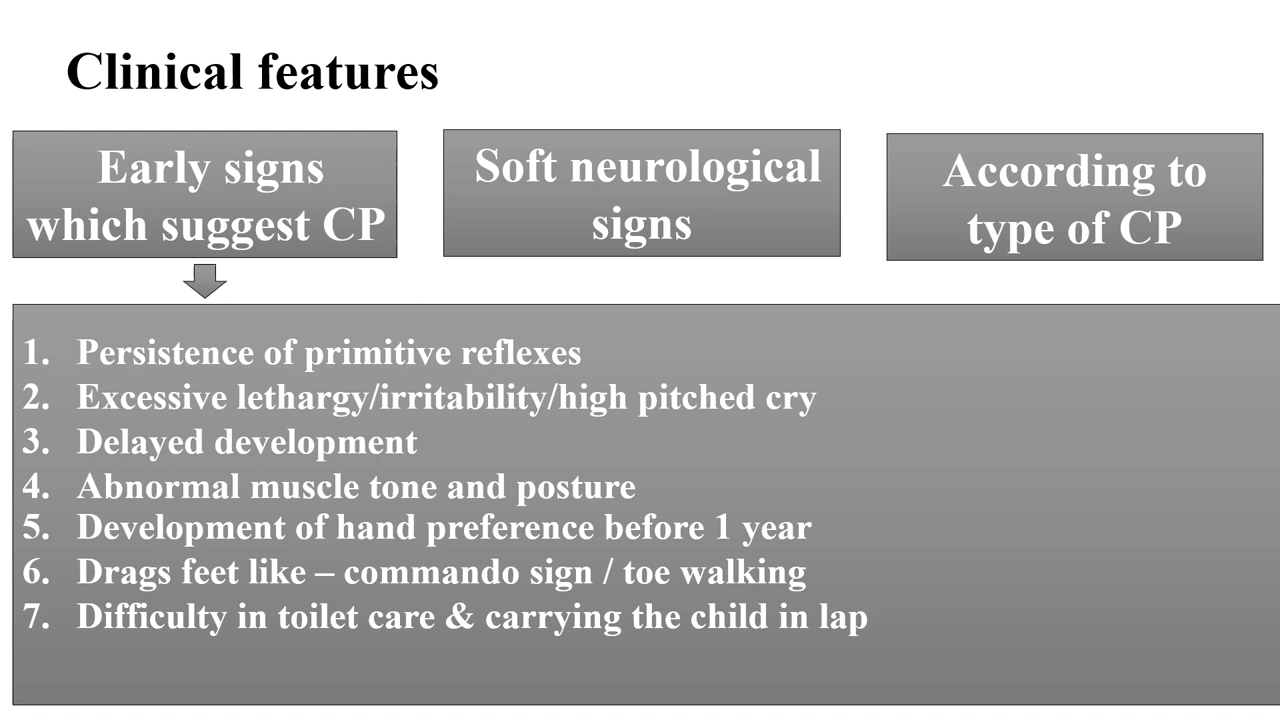 Clinical features
Early signs
which suggest CP
Soft neurological
signs
According to
type of CP
1. Persistence of primitive reflexes
2. Excessive lethargy/irritability/high pitched cry
3. Delayed development
4. Abnormal muscle tone and posture
5. Development of hand preference before 1 year
6. Drags feet like – commando sign / toe walking
7. Difficulty in toilet care & carrying the child in lap